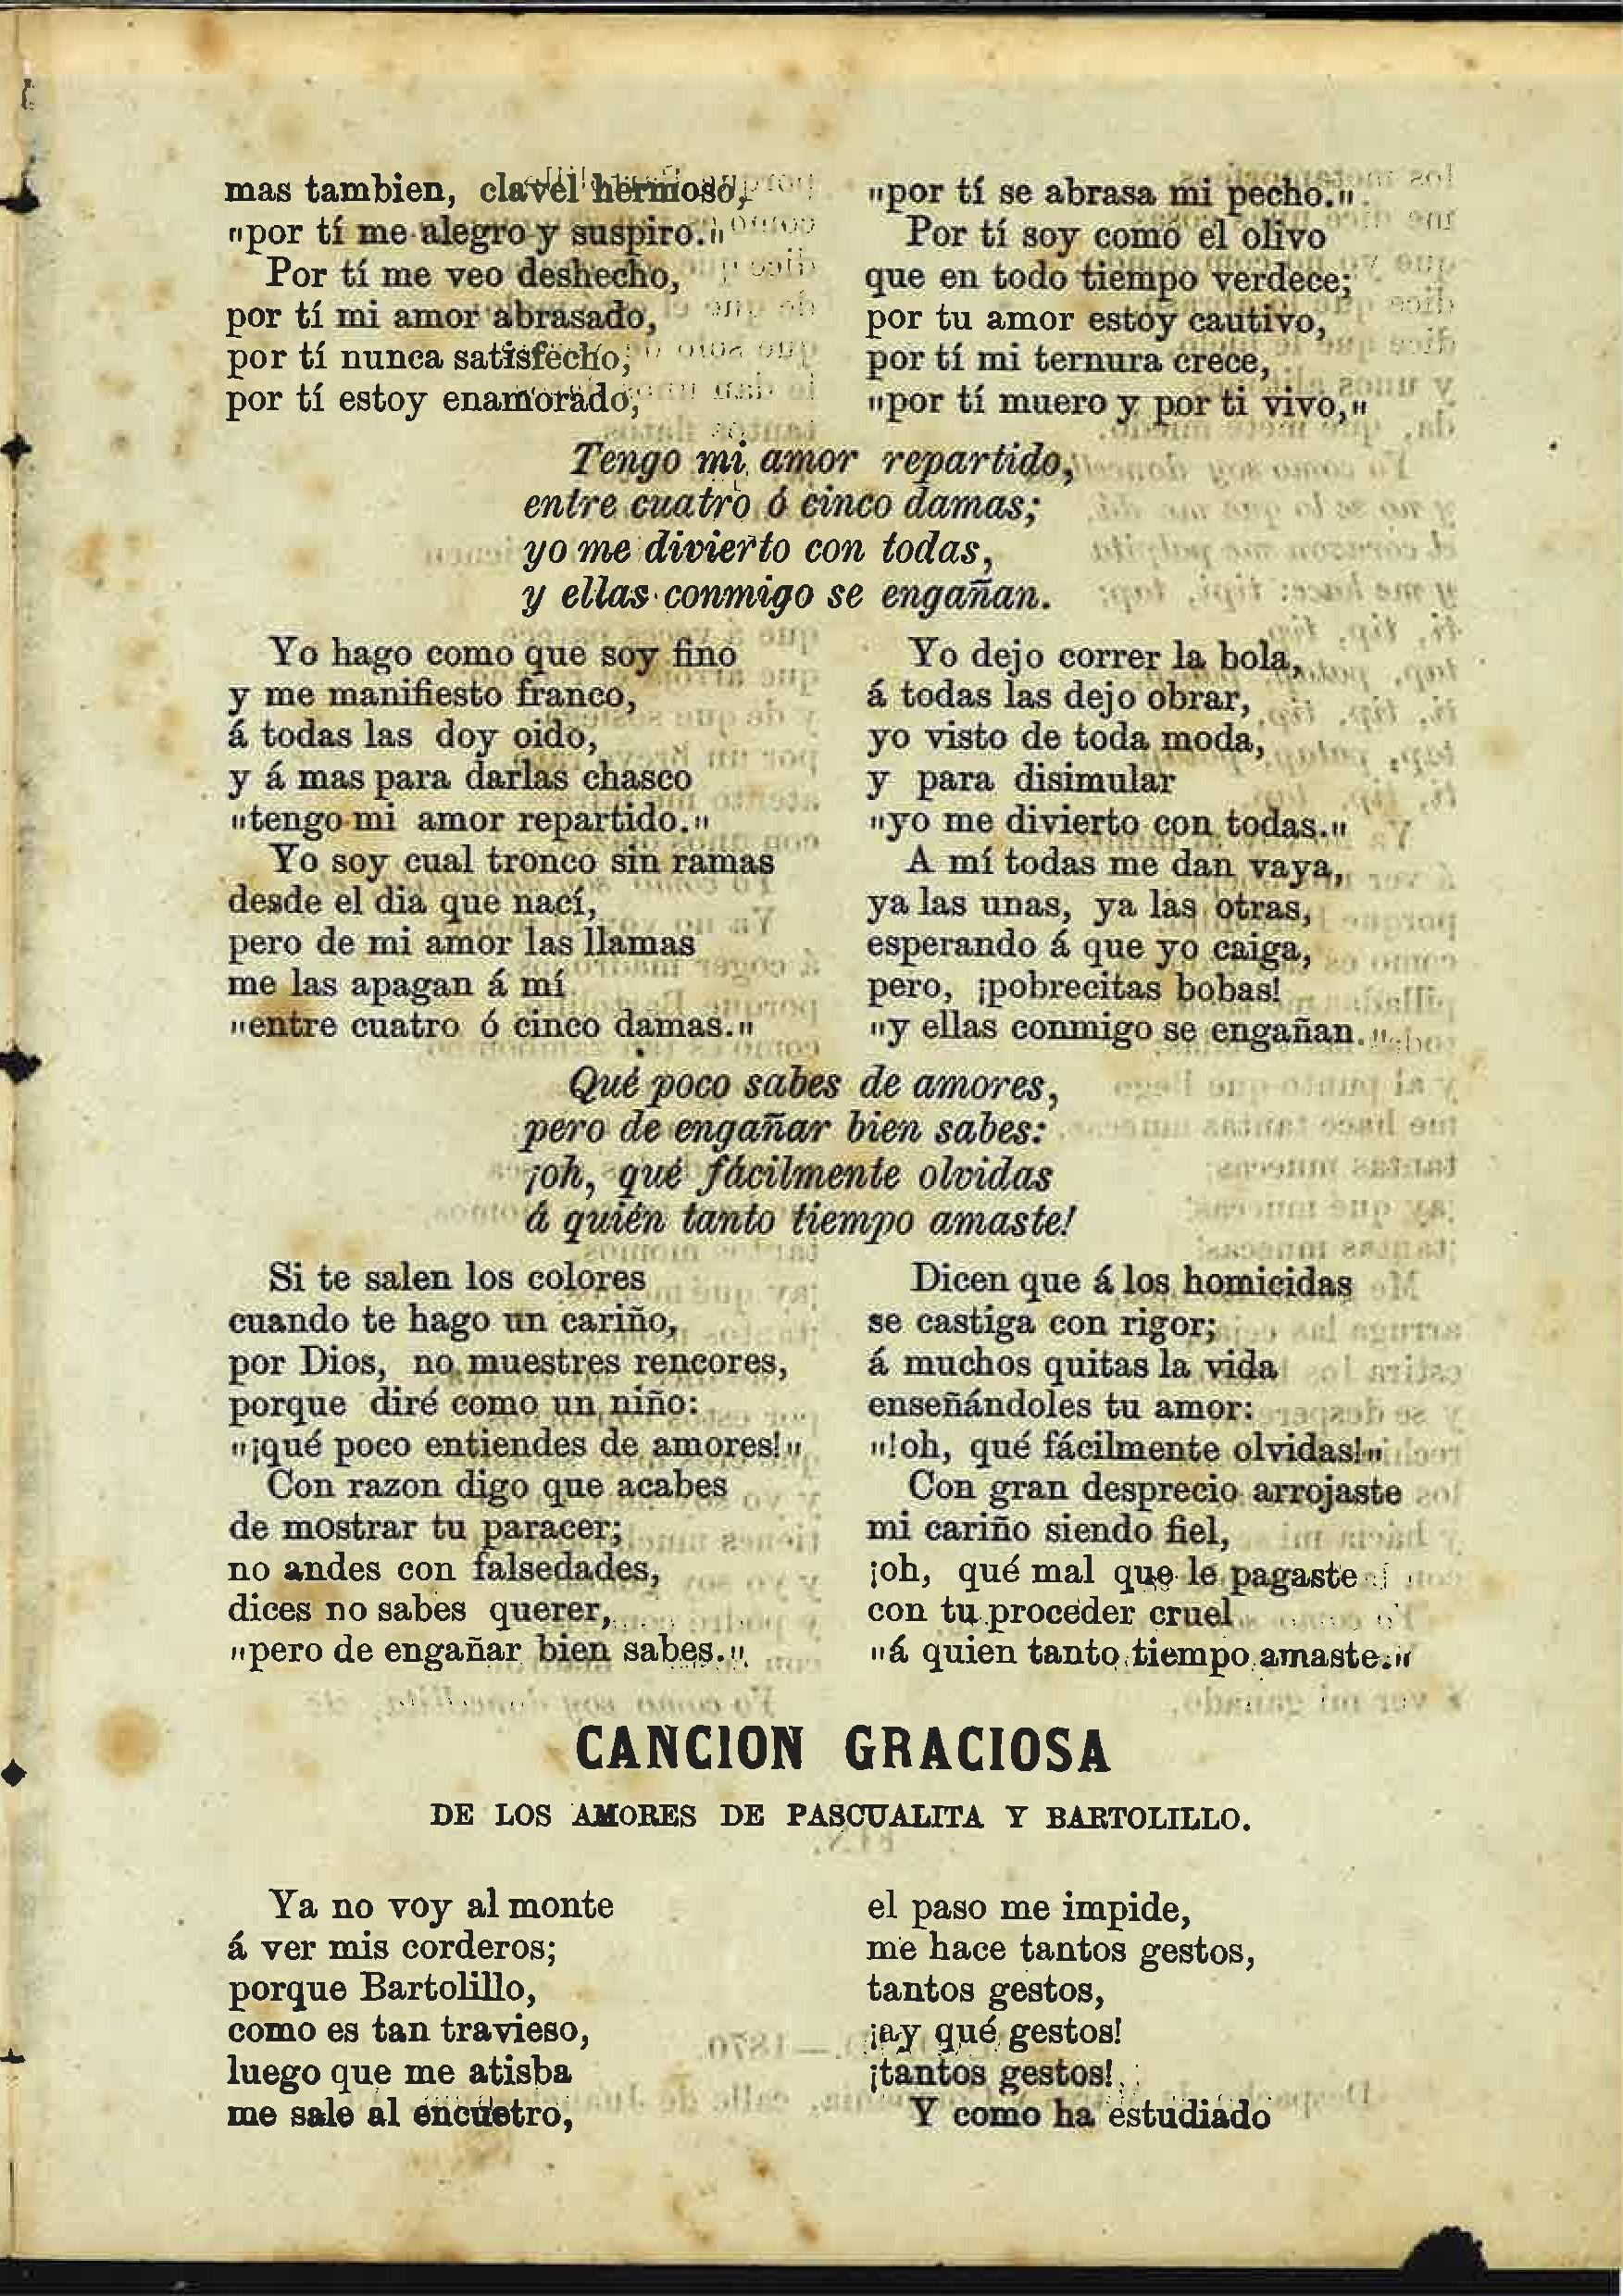 mas tambien, clavel hermoso,
"por tí me alegro y suspiro."
Por tí me veo deshecho,
por tí mi amor abrasado,
por tí nunca satisfecho,
por tí estoy enamorado,
"por tí se abrasa mi pecho."
Por tí soy como el olivo
que en todo tiempo verdece;
por tu amor estoy cautivo,
por tí mi ternura crece,
"por tí muero y por ti vivo,"
Tengo mi amor repartido,
entre cuatro ó cinco damas;
yo me divierto con todas,
y ellas conmigo se engañan.
Yo hago como que soy fino
y me manifiesto franco,
á todas las doy oido,
y á mas para darlas chasco
"tengo mi amor repartido."
Yo soy cual tronco sin ramas
desde el dia que nací,
pero de mi amor las llamas
me las apagan á mí
"entre cuatro ó cinco damas."
Yo dejo correr la bola,
á todas las dejo obrar,
yo visto de toda moda,
y para disimular
"yo me divierto con todas."
A mí todas me dan vaya,
ya las unas, ya las otras,
esperando á que yo caiga,
pero, ¡pobrecitas bobas!
"y ellas conmigo se engañan."
Qué poco sabes de amores,
pero de engañar bien sabes:
¡oh, qué fácilmente olvidas
á quién tanto tiempo amaste!
Si te salen los colores
cuando te hago un cariño,
por Dios, no muestres rencores,
porque diré como un niño:
"¡qué poco entiendes de amores!"
Con razon digo que acabes
de mostrar tu paracer;
no andes con falsedades,
dices no sabes querer,
"pero de engañar bien sabes."
Dicen que á los homicidas
se castiga con rigor;
á muchos quitas la vida
enseñándoles tu amor:
"!oh, qué fácilmente olvidas!"
Con gran desprecio arrojaste
mi cariño siendo fiel,
¡oh, qué mal que le pagaste
con tu proceder cruel
"á quien tanto tiempo amaste."
CANCION GRACIOSA
DE LOS AMORES DE PASCUALITA Y BARTOLILLO.
Ya no voy al monte
á ver mis corderos;
porque Bartolillo,
como es tan travieso,
luego que me atisba
me sale al encuetro,
el paso me impide,
me hace tantos gestos,
tantos gestos,
¡ay qué gestos!
¡tantos gestos!
Y como ha estudiado